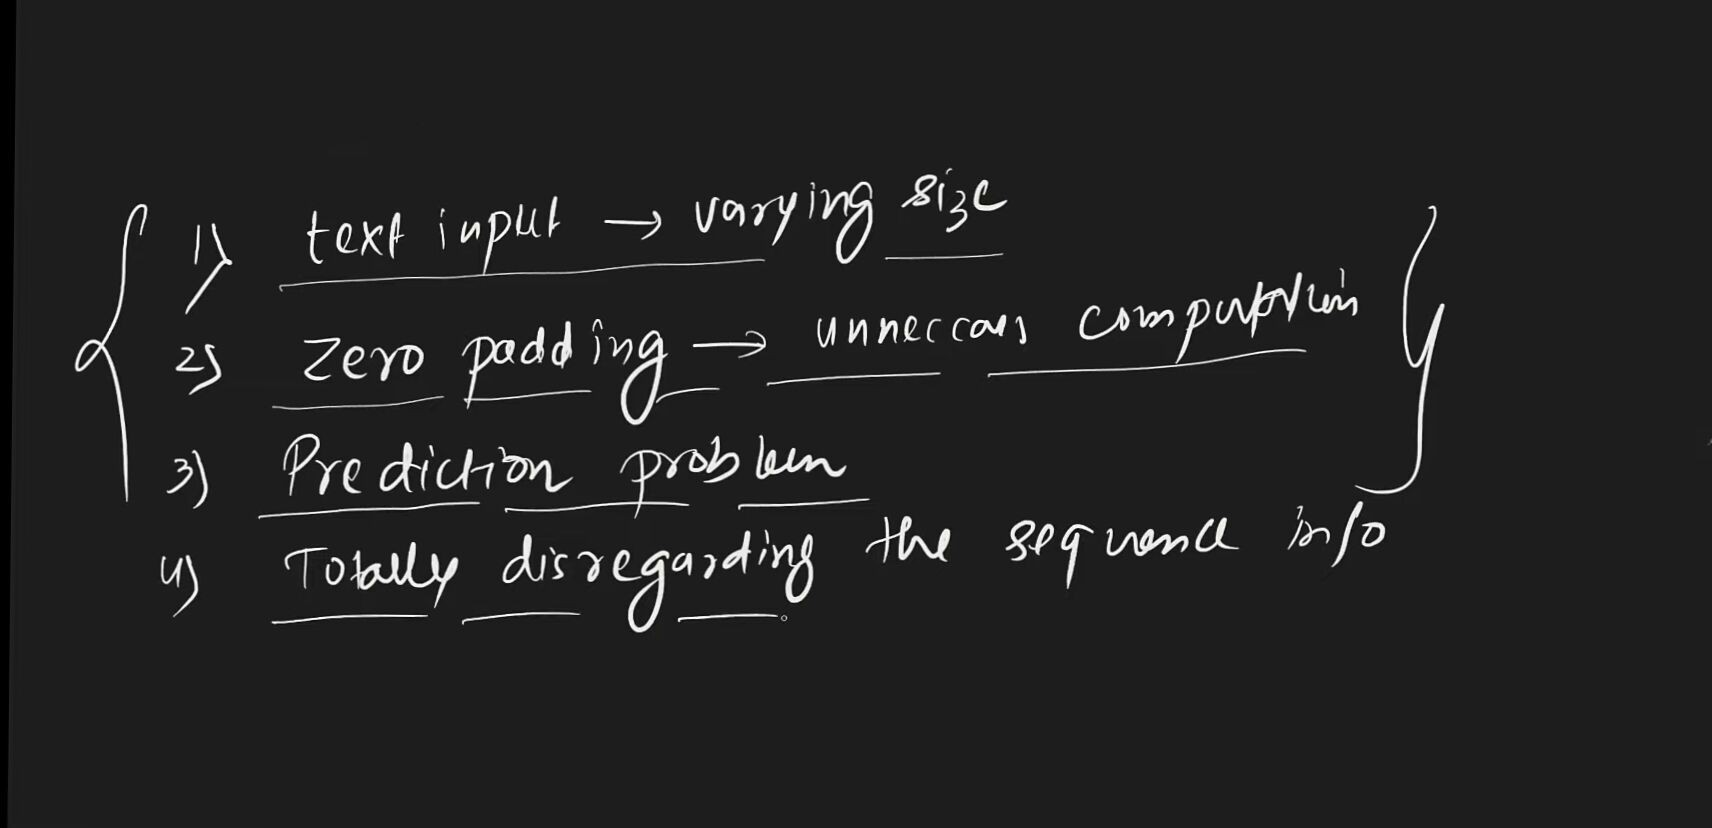 1) text input → varying size
2) Zero padding → unneccary computation
3) Prediction problem
4) Totally disregarding the sequence info